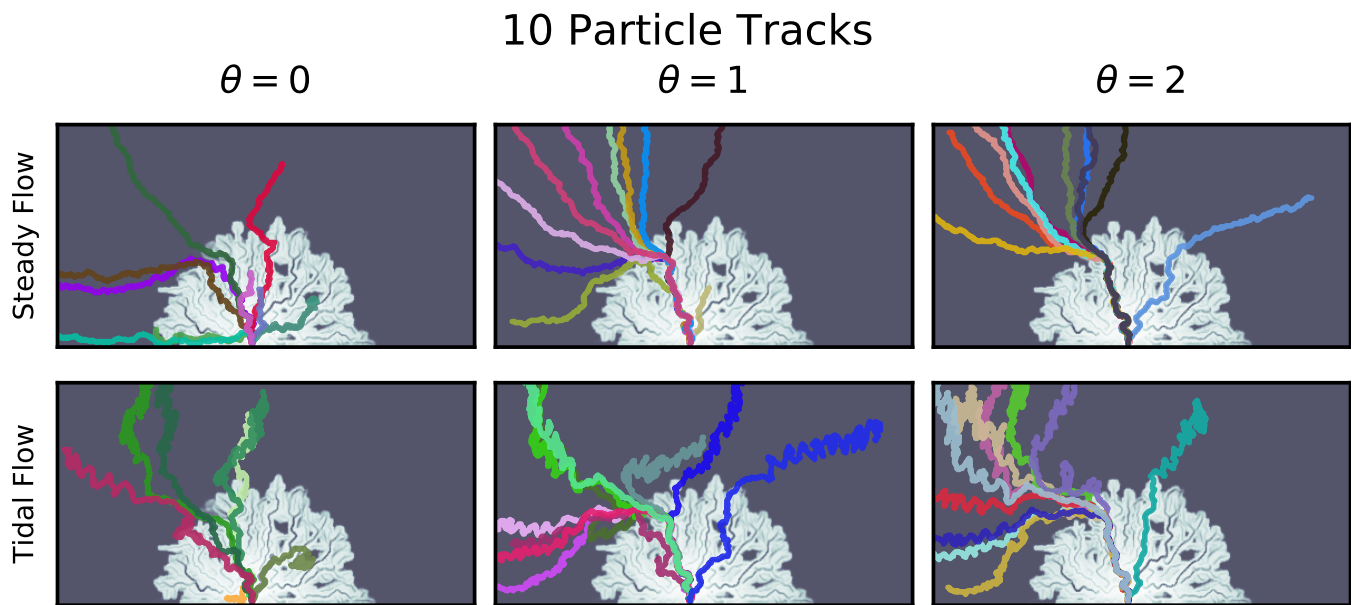 10 Particle Tracks
θ = 0
θ = 1
θ = 2
Steady Flow
Tidal Flow